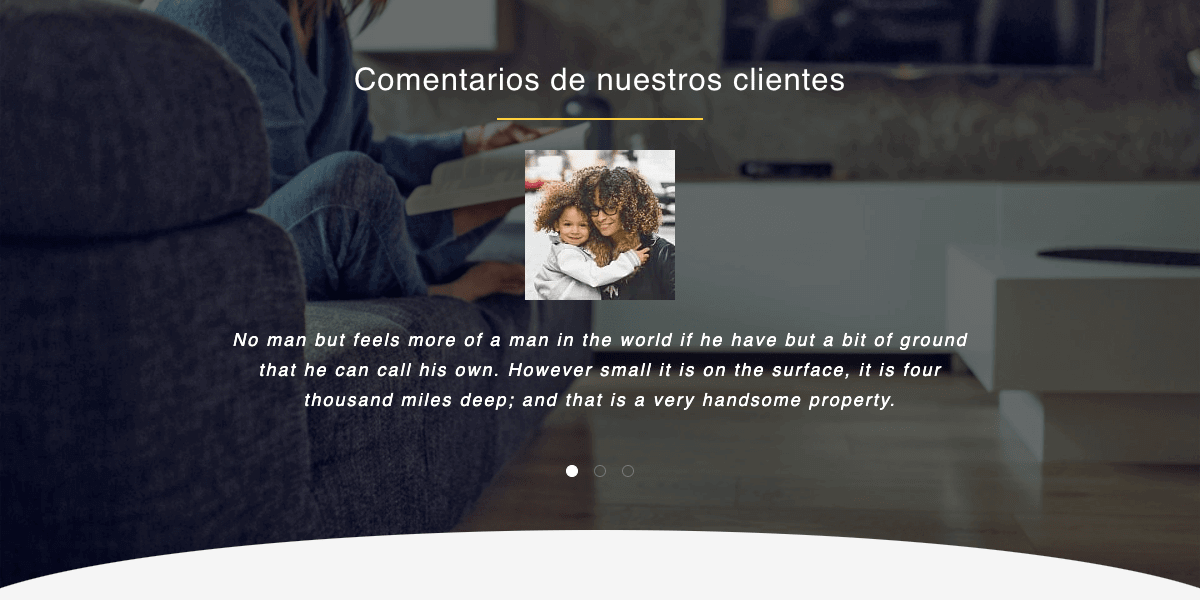 Comentarios de nuestros clientes
No man but feels more of a man in the world if he have but a bit of ground
that he can call his own. However small it is on the surface, it is four
thousand miles deep; and that is a very handsome property.